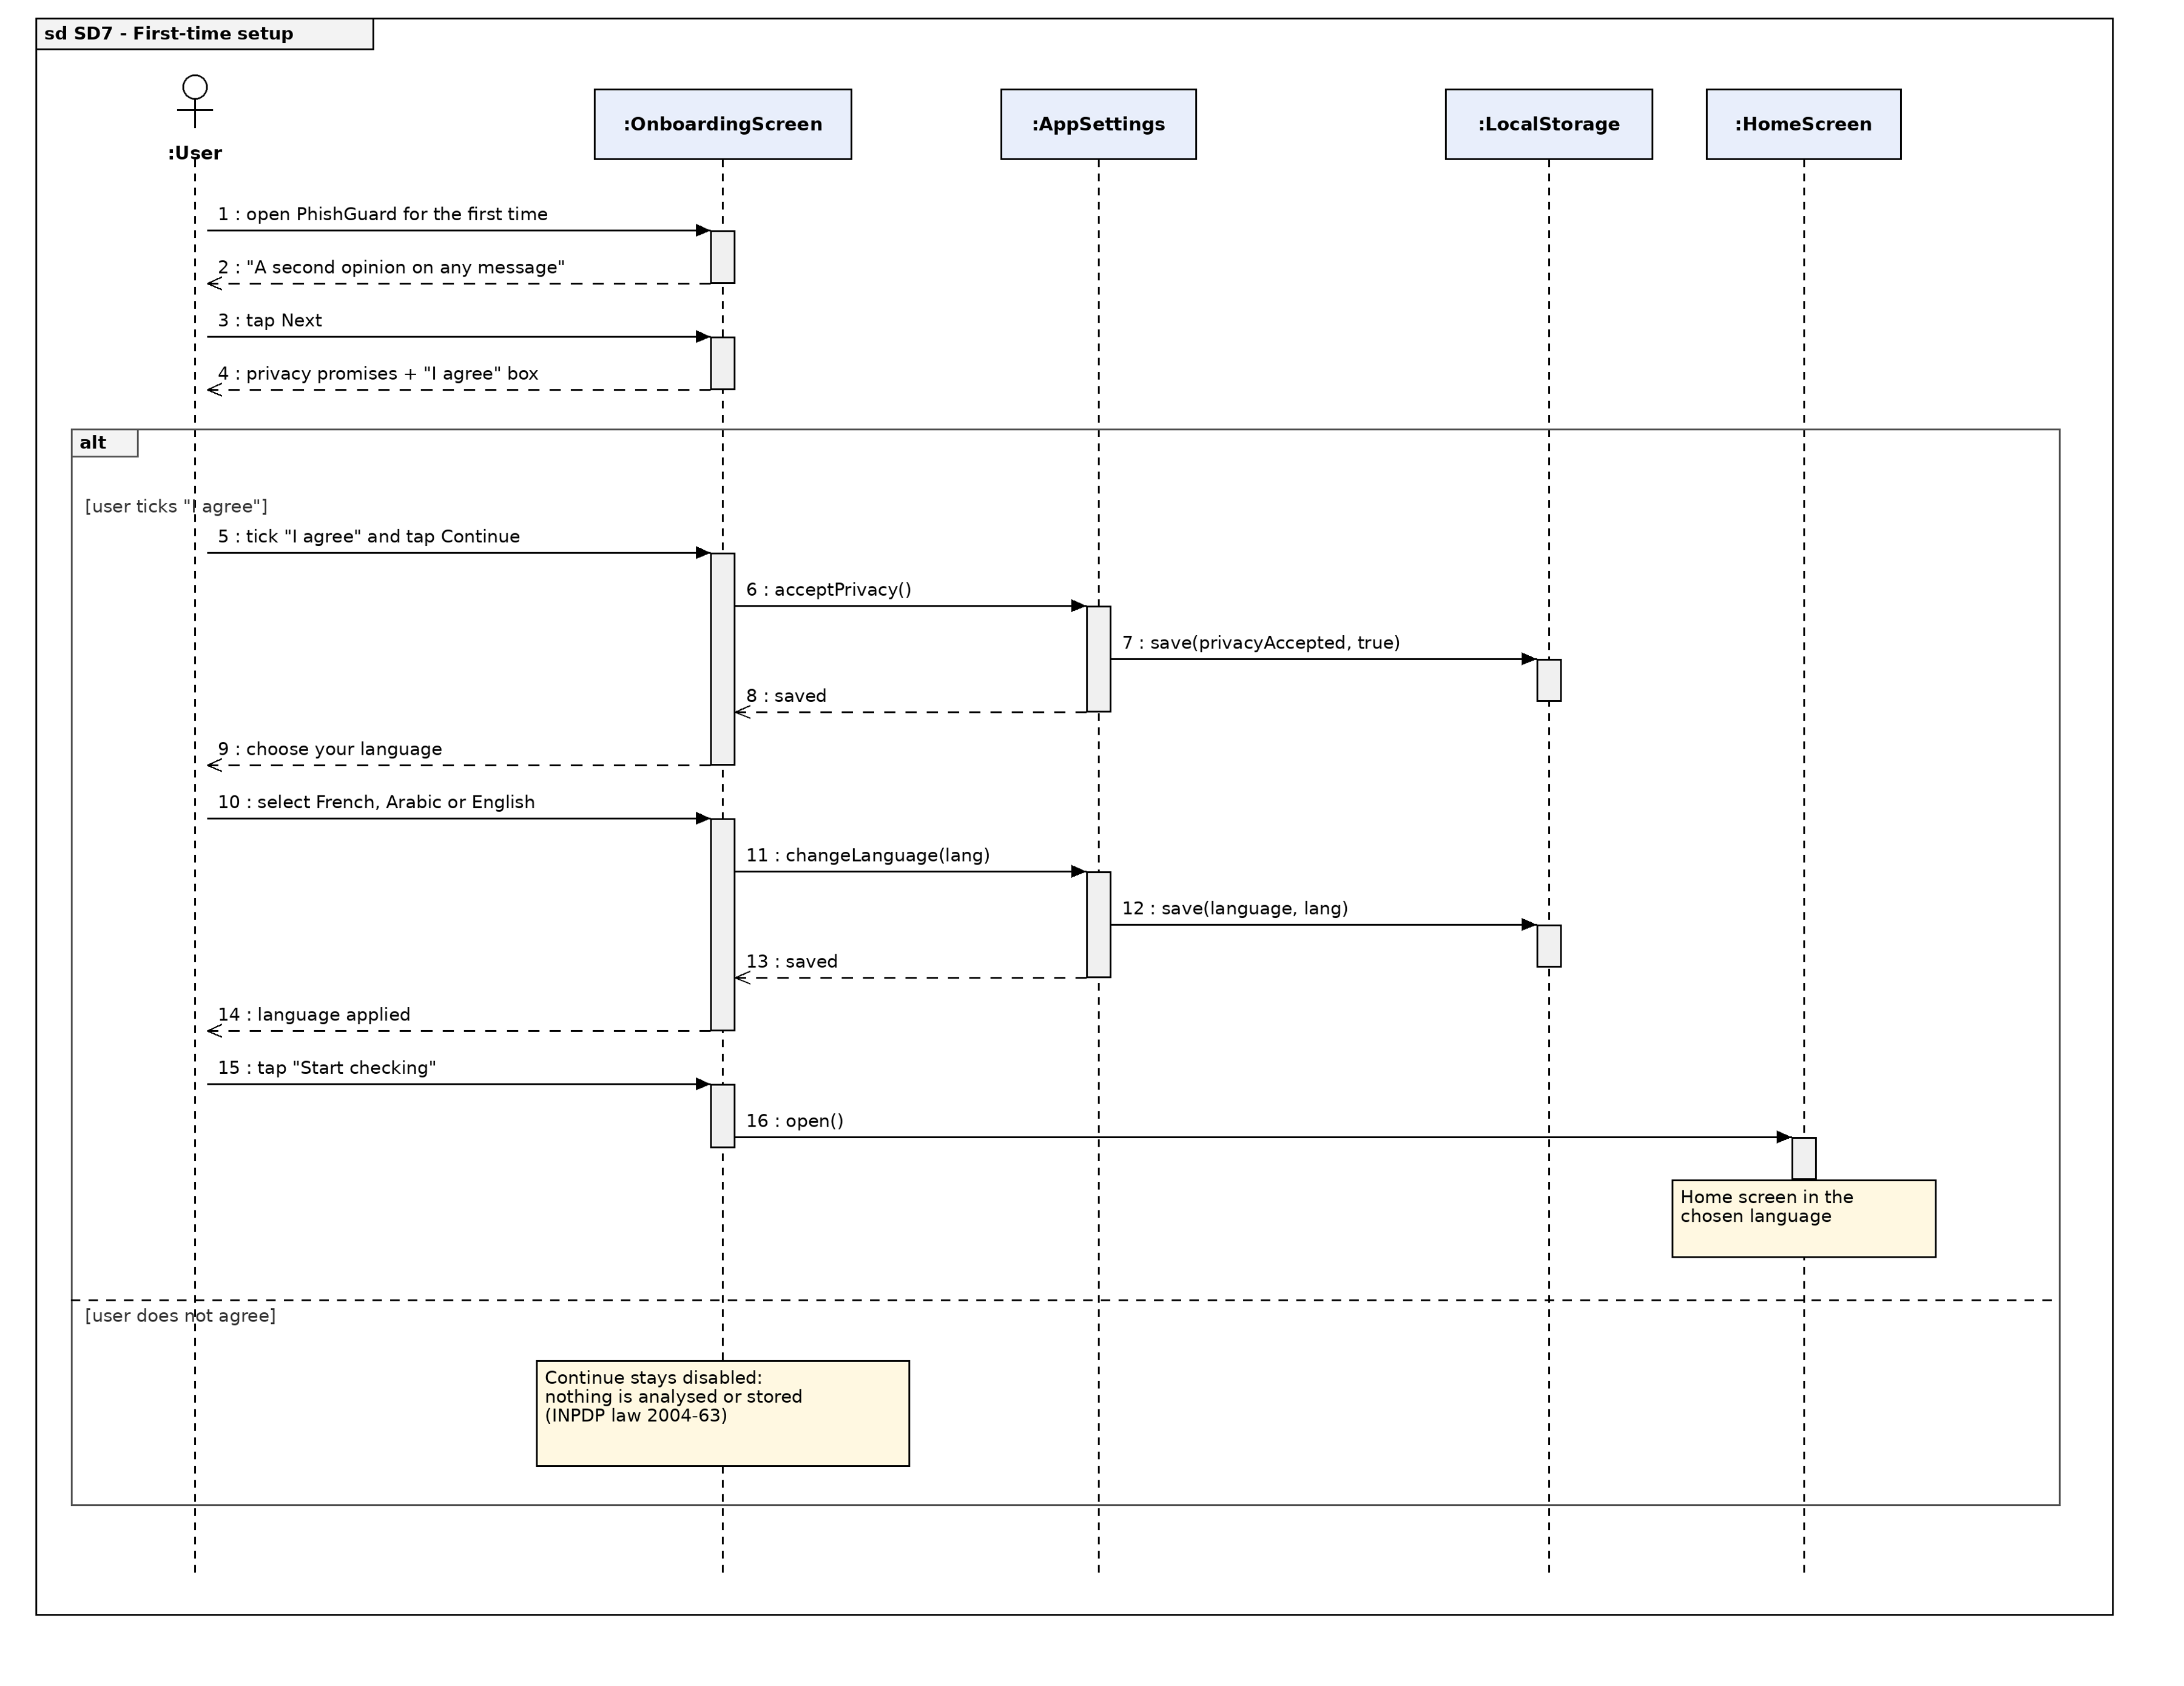 sd SD7 - First-time setup
:User
:OnboardingScreen
:AppSettings
:LocalStorage
:HomeScreen
1 : open PhishGuard for the first time
2 : "A second opinion on any message"
3 : tap Next
4 : privacy promises + "I agree" box
alt
[user ticks "I agree"]
5 : tick "I agree" and tap Continue
6 : acceptPrivacy()
7 : save(privacyAccepted, true)
8 : saved
9 : choose your language
10 : select French, Arabic or English
11 : changeLanguage(lang)
12 : save(language, lang)
13 : saved
14 : language applied
15 : tap "Start checking"
16 : open()
Home screen in the
chosen language
[user does not agree]
Continue stays disabled:
nothing is analysed or stored
(INPDP law 2004-63)